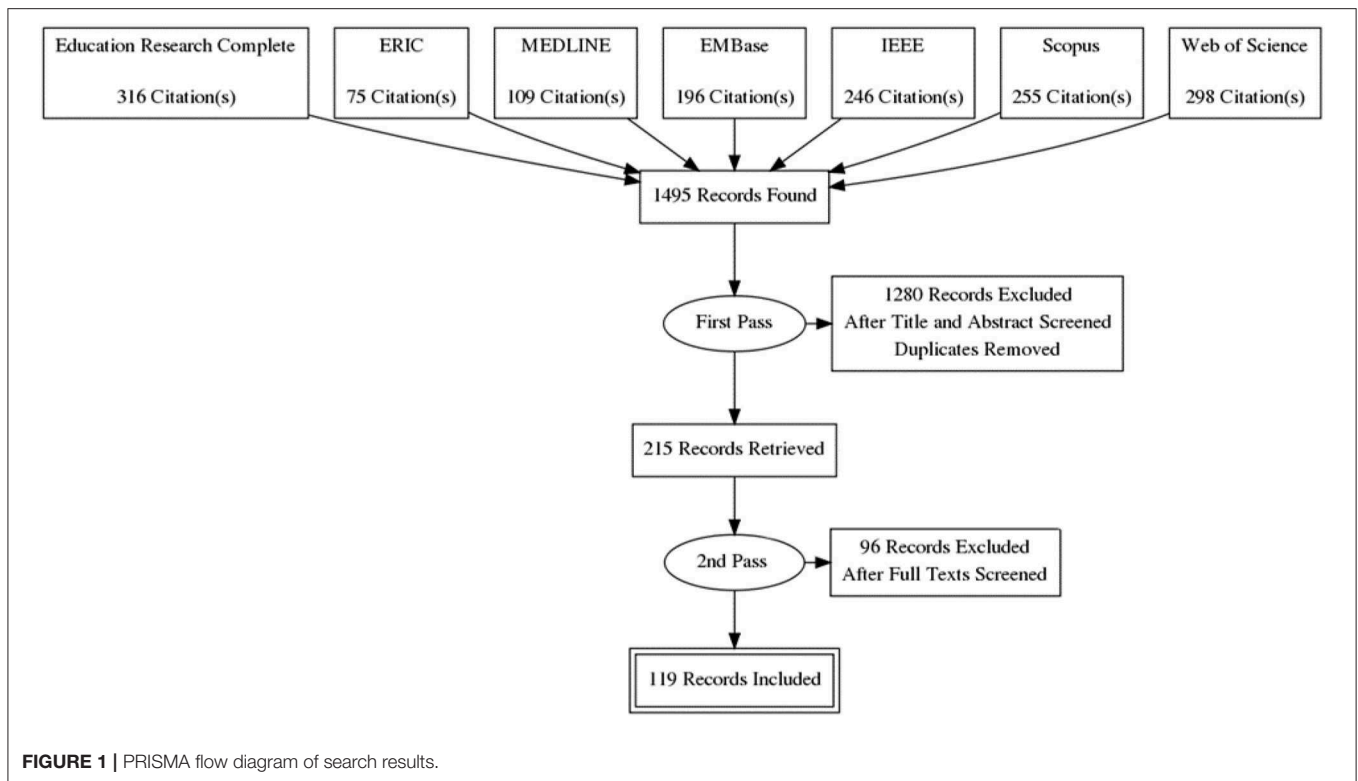 Education Research Complete
316 Citation(s)
ERIC
75 Citation(s)
MEDLINE
109 Citation(s)
EMBase
196 Citation(s)
IEEE
246 Citation(s)
Scopus
255 Citation(s)
Web of Science
298 Citation(s)
1495 Records Found
First Pass
1280 Records Excluded
After Title and Abstract Screened
Duplicates Removed
215 Records Retrieved
2nd Pass
96 Records Excluded
After Full Texts Screened
119 Records Included
FIGURE 1 | PRISMA flow diagram of search results.